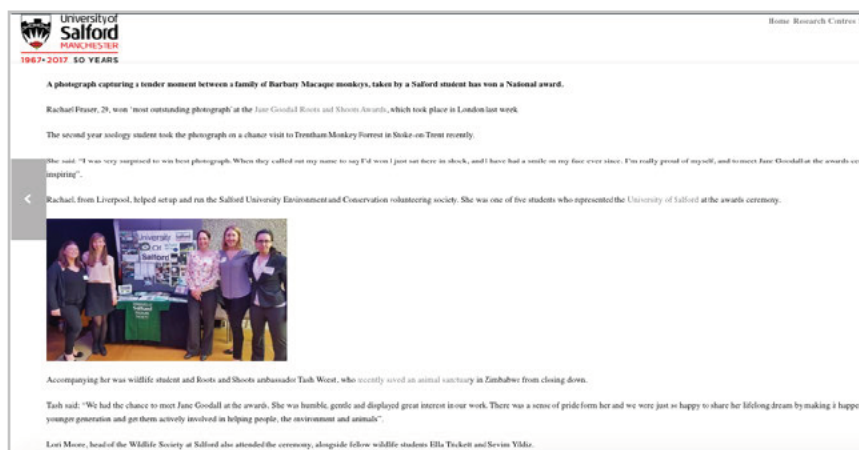 University of
Salford
MANCHESTER
1967-2017 50 YEARS
Home Research Centres
A photograph capturing a tender moment between a family of Barbary Macaque monkeys, taken by a Salford student has won a National award.
Rachael Fraser, 29, won ‘most outstanding photograph’ at the Jane Goodall Roots and Shoots Awards, which took place is London last week
The second year zoology student took the photograph on a chance visit to Trentham Monkey Forrest in Stoke-on-Trent recently.
She said: “I was very surprised to win best photograph. When they called out my name to say I’d won I just sat there in shock, and I have had a smile on my face ever since. I’m really proud of myself, and to meet Jane Goodall at the awards
inspiring”.
Rachael, from Liverpool, helped set up and run the Salford University Environment and Conservation volunteering society. She was one of five students who represented the University of Salford at the awards ceremony.
University
Of
Salford
Accompanying her was wildlife student and Roots and Shoots ambassador Tash Worst, who recently saved an animal sanctuary in Zimbabwe from closing down.
Tash said: “We had the chance to meet Jane Goodall at the awards. She was humble, gentle and displayed great interest in our work. There was a sense of pride form her and we were just so happy to share her lifelong dream by making it
younger generation and get them actively involved in helping people, the environment and animals”.
Lori Moore, head of the Wildlife Society at Salford also attended the ceremony, alongside fellow wildlife students Ella Trickett and Sevim Yildiz.